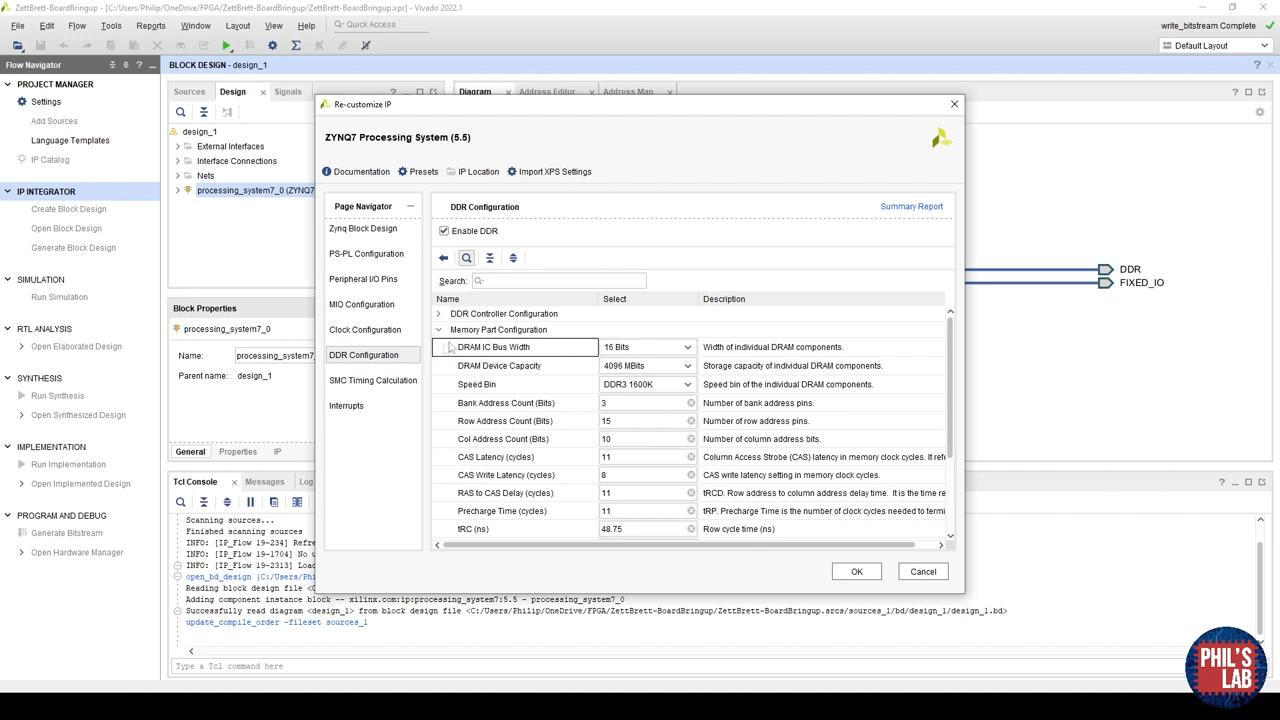 ZettBrett-BoardBringup - [C:/Users/Philip/OneDrive/FPGA/ZettBrett-BoardBringup/ZettBrett-BoardBringup.xpr] - Vivado 2022.1
File Edit Flow Tools Reports Window Layout View Help Quick Access
write_bitstream Complete
Default Layout
Flow Navigator
PROJECT MANAGER
Settings
Add Sources
Language Templates
IP Catalog
IP INTEGRATOR
Create Block Design
Open Block Design
Generate Block Design
SIMULATION
Run Simulation
RTL ANALYSIS
Open Elaborated Design
SYNTHESIS
Run Synthesis
Open Synthesized Design
IMPLEMENTATION
Run Implementation
Open Implemented Design
PROGRAM AND DEBUG
Generate Bitstream
Open Hardware Manager
BLOCK DESIGN - design_1
Sources Design Signals
design_1
External Interfaces
Interface Connections
Nets
processing_system7_0 (ZYNQ7
Block Properties
processing_system7_0
Name: processing_system7_
Parent name: design_1
General Properties IP
Diagram Address Editor Address Map
DDR
FIXED_IO
Re-customize IP
ZYNQ7 Processing System (5.5)
Documentation Presets IP Location Import XPS Settings
Page Navigator
Zynq Block Design
PS-PL Configuration
Peripheral I/O Pins
MIO Configuration
Clock Configuration
DDR Configuration
SMC Timing Calculation
Interrupts
DDR Configuration Summary Report
Enable DDR
Search:
Name Select Description
DDR Controller Configuration
Memory Part Configuration
DRAM IC Bus Width 16 Bits Width of individual DRAM components.
DRAM Device Capacity 4096 MBits Storage capacity of individual DRAM components.
Speed Bin DDR3 1600K Speed bin of the individual DRAM components.
Bank Address Count (Bits) 3 Number of bank address pins.
Row Address Count (Bits) 15 Number of row address pins.
Col Address Count (Bits) 10 Number of column address bits.
CAS Latency (cycles) 11 Column Access Strobe (CAS) latency in memory clock cycles. It refe
CAS Write Latency (cycles) 8 CAS write latency setting in memory clock cycles.
RAS to CAS Delay (cycles) 11 tRCD. Row address to column address delay time. It is the time re
Precharge Time (cycles) 11 tRP. Precharge Time is the number of clock cycles needed to termi
tRC (ns) 48.75 Row cycle time (ns)
OK Cancel
Tcl Console Messages Log
Scanning sources...
Finished scanning sources
INFO: [IP_Flow 19-234] Refre
INFO: [IP_Flow 19-1704] No u
INFO: [IP_Flow 19-2313] Load
open_bd_design {C:/Users/Phi
Reading block design file <C
Adding component instance block -- xilinx.com:ip:processing_system7:5.5 - processing_system7_0
Successfully read diagram <design_1> from block design file <C:/Users/Philip/OneDrive/FPGA/ZettBrett-BoardBringup/ZettBrett-BoardBringup.srcs/sources_1/bd/design_1/design_1.bd>
update_compile_order -fileset sources_1
Type a Tcl command here
PHIL'S
LAB